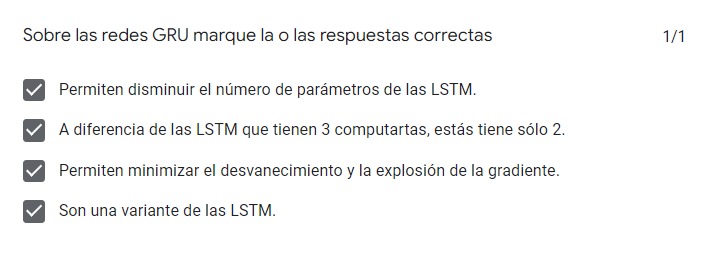 Sobre las redes GRU marque la o las respuestas correctas 1/1
Permiten disminuir el número de parámetros de las LSTM.
A diferencia de las LSTM que tienen 3 computartas, estás tiene sólo 2.
Permiten minimizar el desvanecimiento y la explosión de la gradiente.
Son una variante de las LSTM.